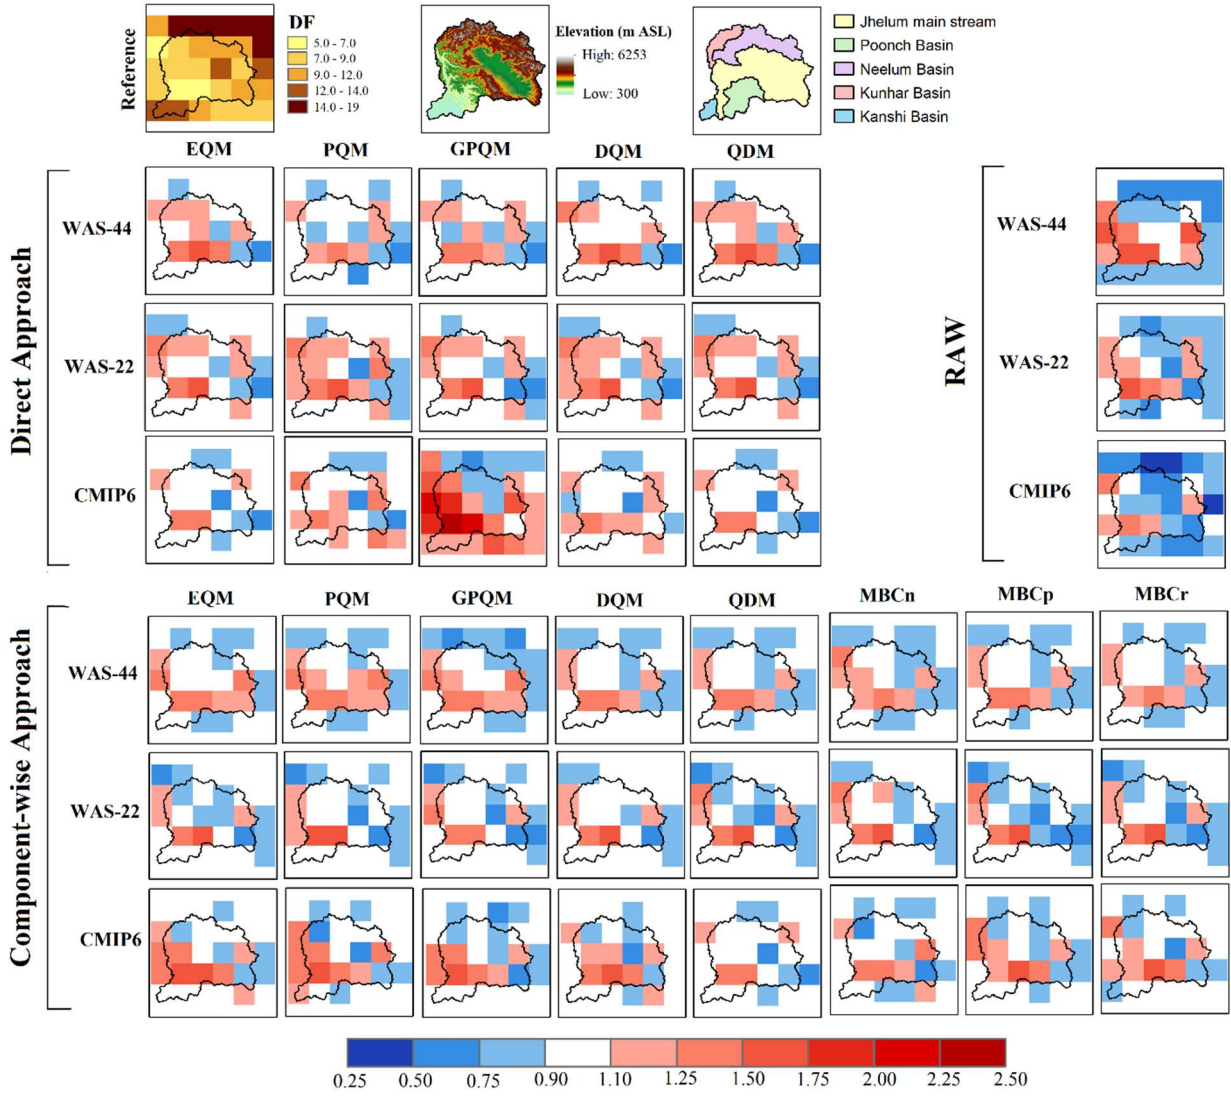 Reference
DF
5.0 - 7.0
7.0 - 9.0
9.0 - 12.0
12.0 - 14.0
14.0 - 19
Elevation (m ASL)
High: 6253
Low: 300
Jhelum main stream
Poonch Basin
Neelum Basin
Kunhar Basin
Kanshi Basin
EQM PQM GPQM DQM QDM
Direct Approach
WAS-44
WAS-22
CMIP6
RAW
WAS-44
WAS-22
CMIP6
EQM PQM GPQM DQM QDM MBCn MBCp MBCr
Component-wise Approach
WAS-44
WAS-22
CMIP6
0.25 0.50 0.75 0.90 1.10 1.25 1.50 1.75 2.00 2.25 2.50